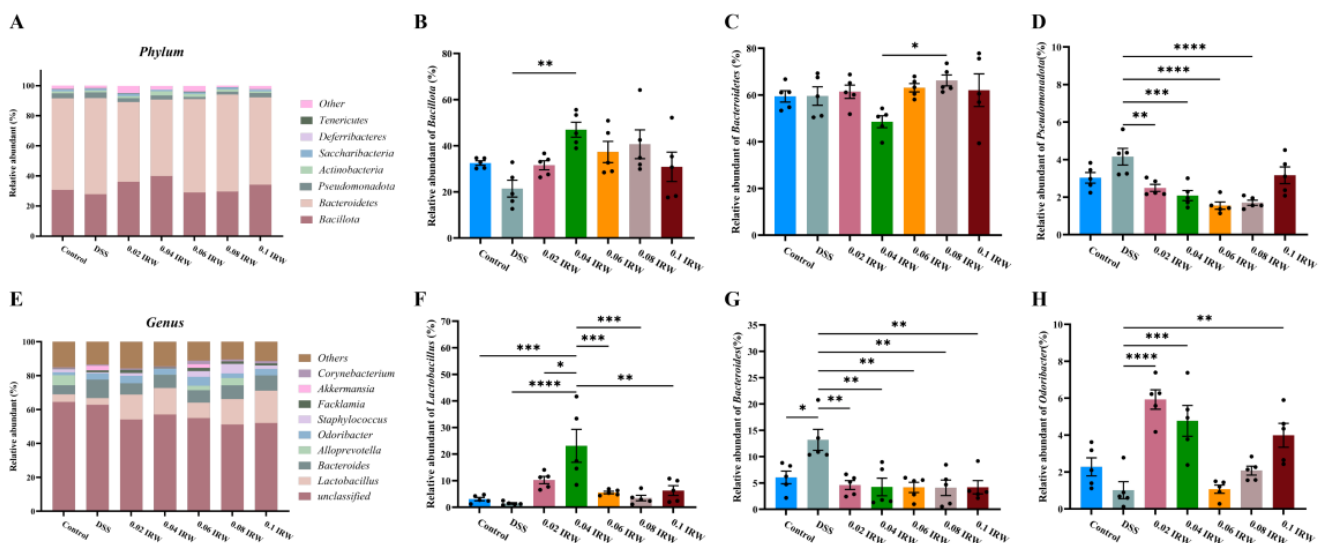 A
Phylum
Relative abundant (%)
100
80
60
40
20
0
Control
DSS
0.02 IRW
0.04 IRW
0.06 IRW
0.08 IRW
0.1 IRW
Other
Tenericutes
Deferribacteres
Saccharibacteria
Actinobacteria
Pseudomonadota
Bacteroidetes
Bacillota
B
Relative abundant of Bacillota (%)
80
60
40
20
0
**
Control
DSS
0.02 IRW
0.04 IRW
0.06 IRW
0.08 IRW
0.1 IRW
C
Relative abundant of Bacteroidetes (%)
80
60
40
20
0
*
Control
DSS
0.02 IRW
0.04 IRW
0.06 IRW
0.08 IRW
0.1 IRW
D
Relative abundant of Pseudomonadota(%)
10
8
6
4
2
0
****
****
***
**
Control
DSS
0.02 IRW
0.04 IRW
0.06 IRW
0.08 IRW
0.1 IRW
E
Genus
Relative abundant (%)
100
80
60
40
20
0
Control
DSS
0.02 IRW
0.04 IRW
0.06 IRW
0.08 IRW
0.1 IRW
Others
Corynebacterium
Akkermansia
Facklamia
Staphylococcus
Odoribacter
Alloprevotella
Bacteroides
Lactobacillus
unclassified
F
Relative abundant of Lactobacillus (%)
70
60
50
40
30
20
10
0
***
***
***
*
**
****
Control
DSS
0.02 IRW
0.04 IRW
0.06 IRW
0.08 IRW
0.1 IRW
G
Relative abundant of Bacteroides(%)
35
30
25
20
15
10
5
0
**
**
**
**
**
*
Control
DSS
0.02 IRW
0.04 IRW
0.06 IRW
0.08 IRW
0.1 IRW
H
Relative abundant of Odoribacter(%)
10
8
6
4
2
0
**
***
****
Control
DSS
0.02 IRW
0.04 IRW
0.06 IRW
0.08 IRW
0.1 IRW